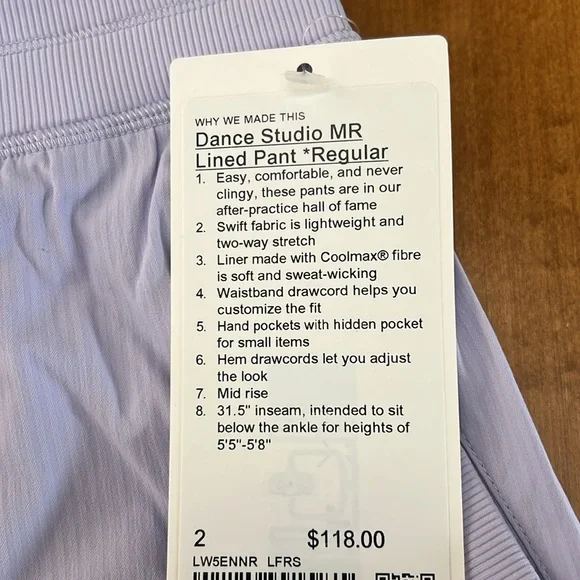 WHY WE MADE THIS
Dance Studio MR
Lined Pant *Regular
1. Easy, comfortable, and never
clingy, these pants are in our
after-practice hall of fame
2. Swift fabric is lightweight and
two-way stretch
3. Liner made with Coolmax® fibre
is soft and sweat-wicking
4. Waistband drawcord helps you
customize the fit
5. Hand pockets with hidden pocket
for small items
6. Hem drawcords let you adjust
the look
7. Mid rise
8. 31.5" inseam, intended to sit
below the ankle for heights of
5'5"-5'8"
2 $118.00
LW5ENNR LFRS